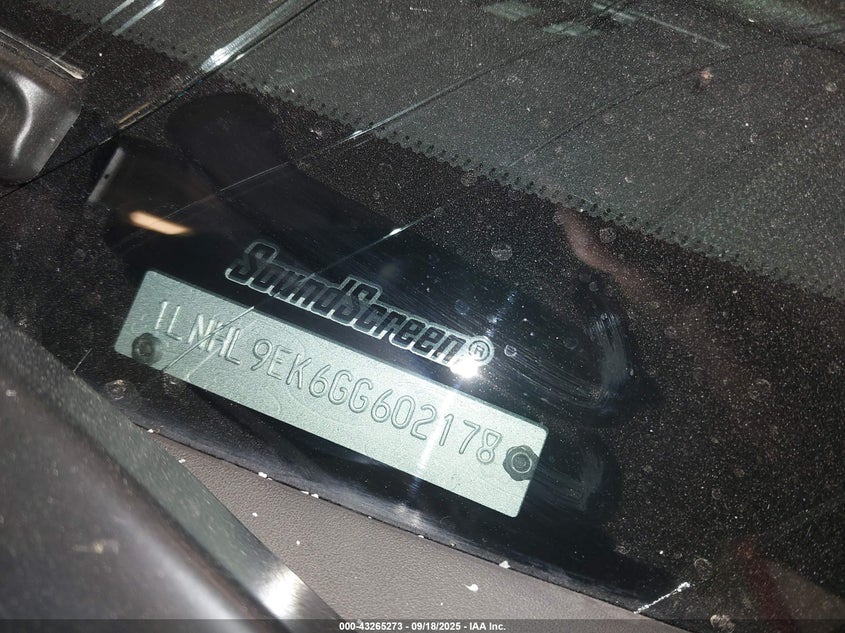 SoundScreen®
1LNHL9EK6GG602178
000-43265273 - 09/18/2025 - IAA Inc.